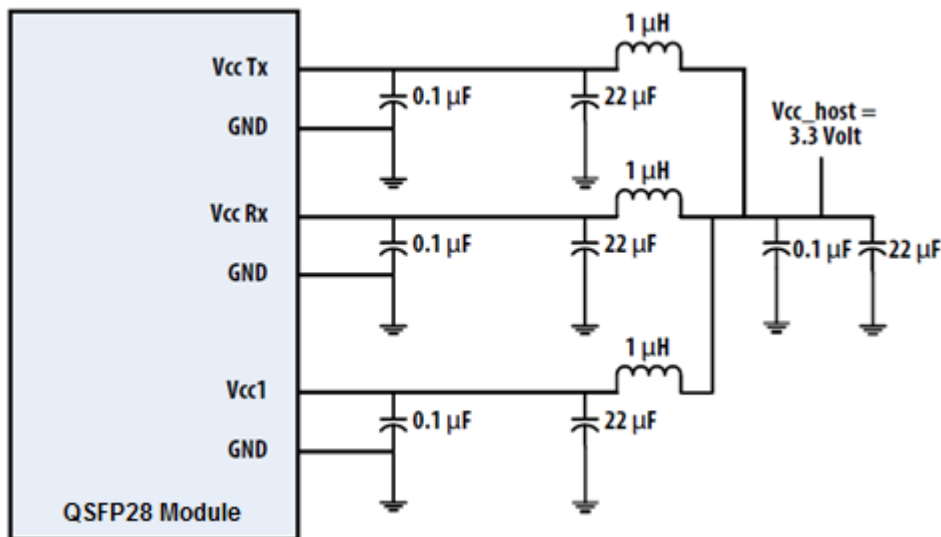 1 μH
Vcc Tx
0.1 μF
22 μF
GND
Vcc_host =
3.3 Volt
1 μH
Vcc Rx
0.1 μF
22 μF
0.1 μF
22 μF
GND
1 μH
Vcc1
0.1 μF
22 μF
GND
QSFP28 Module